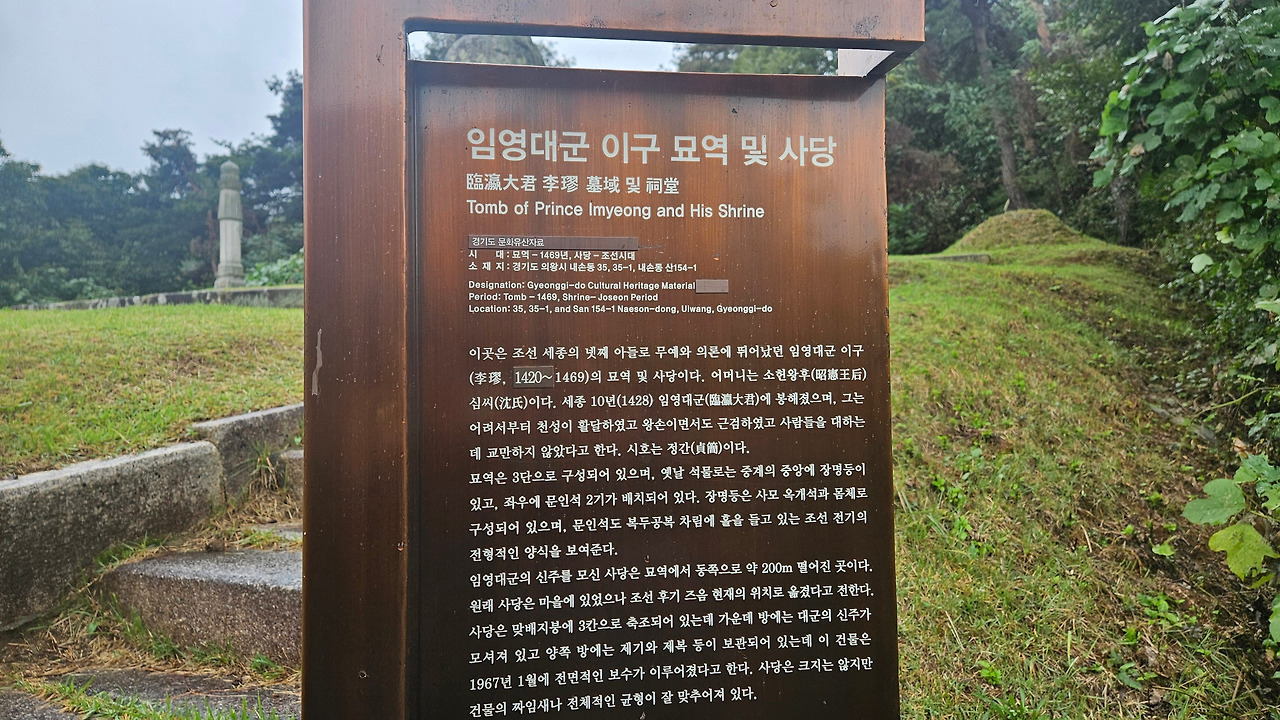 임영대군 이구 묘역 및 사당
臨瀛大君 李璆 墓域 및 祠堂
Tomb of Prince Imyeong and His Shrine
경기도 문화유산자료
시 대 : 묘역 – 1469년, 사당 – 조선시대
소 재 지 : 경기도 의왕시 내손동 35, 35-1, 내손동 산154-1
Designation: Gyeonggi-do Cultural Heritage Material
Period: Tomb – 1469, Shrine– Joseon Period
Location: 35, 35-1, and San 154-1 Naeson-dong, Uiwang, Gyeonggi-do
이곳은 조선 세종의 넷째 아들로 무예와 의론에 뛰어났던 임영대군 이구
(李璆, 1420~1469)의 묘역 및 사당이다. 어머니는 소헌왕후(昭憲王后)
심씨(沈氏)이다. 세종 10년(1428) 임영대군(臨瀛大君)에 봉해졌으며, 그는
어려서부터 천성이 활달하였고 왕손이면서도 근검하였고 사람들을 대하는
데 교만하지 않았다고 한다. 시호는 정간(貞簡)이다.
묘역은 3단으로 구성되어 있으며, 옛날 석물로는 중계의 중앙에 장명등이
있고, 좌우에 문인석 2기가 배치되어 있다. 장명등은 사모 옥개석과 몸체로
구성되어 있으며, 문인석도 복두공복 차림에 홀을 들고 있는 조선 전기의
전형적인 양식을 보여준다.
임영대군의 신주를 모신 사당은 묘역에서 동쪽으로 약 200m 떨어진 곳이다.
원래 사당은 마을에 있었으나 조선 후기 즈음 현재의 위치로 옮겼다고 전한다.
사당은 맞배지붕에 3칸으로 축조되어 있는데 가운데 방에는 대군의 신주가
모셔져 있고 양쪽 방에는 제기와 제복 등이 보관되어 있는데 이 건물은
1967년 1월에 전면적인 보수가 이루어졌다고 한다. 사당은 크지는 않지만
건물의 짜임새나 전체적인 균형이 잘 맞추어져 있다.